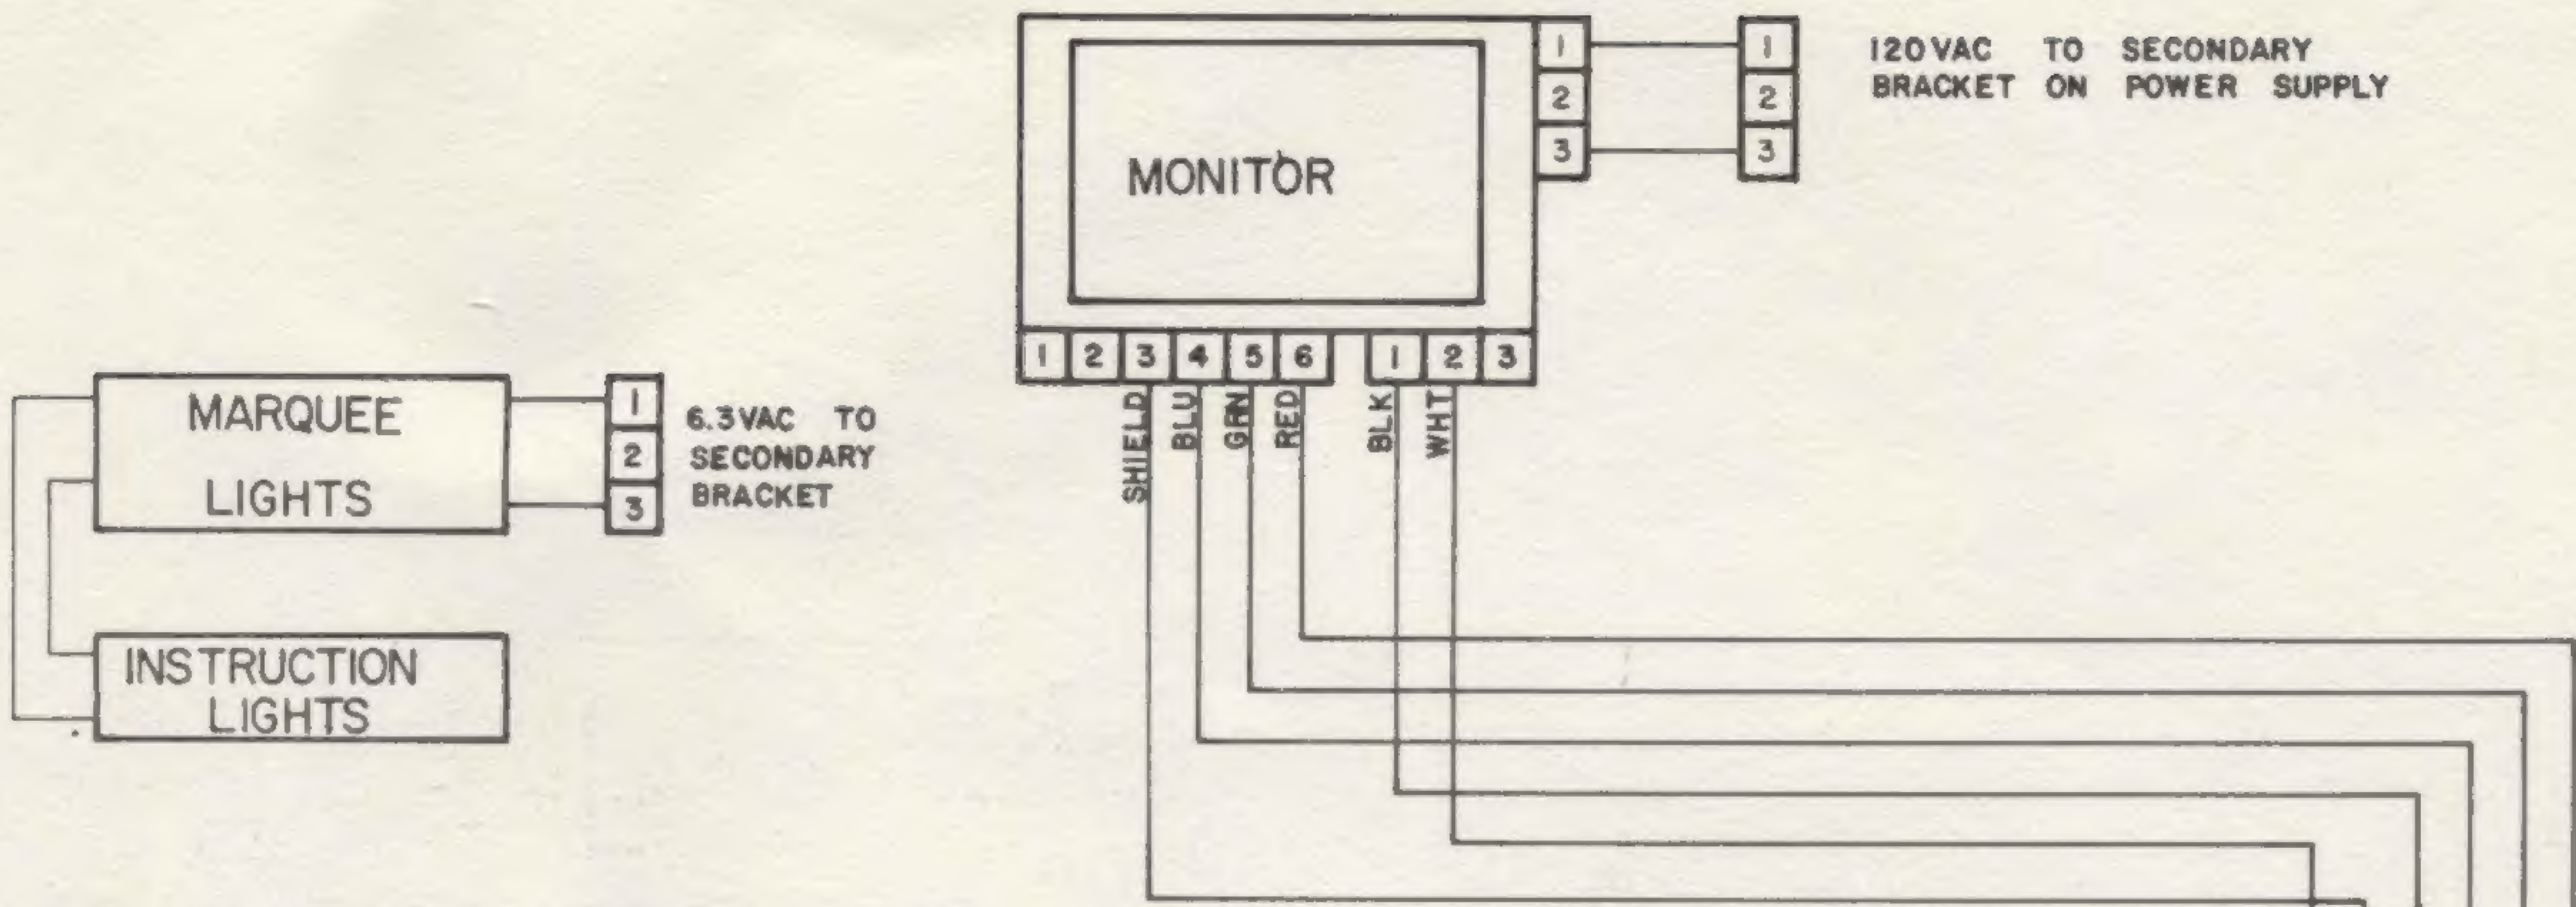 1
2
3
1
2
3
120VAC TO SECONDARY
BRACKET ON POWER SUPPLY
MONITOR
1 2 3 4 5 6 1 2 3
SHIELD
BLU
GRN
RED
BLK
WHT
MARQUEE
LIGHTS
1
2
3
6.3VAC TO
SECONDARY
BRACKET
INSTRUCTION
LIGHTS